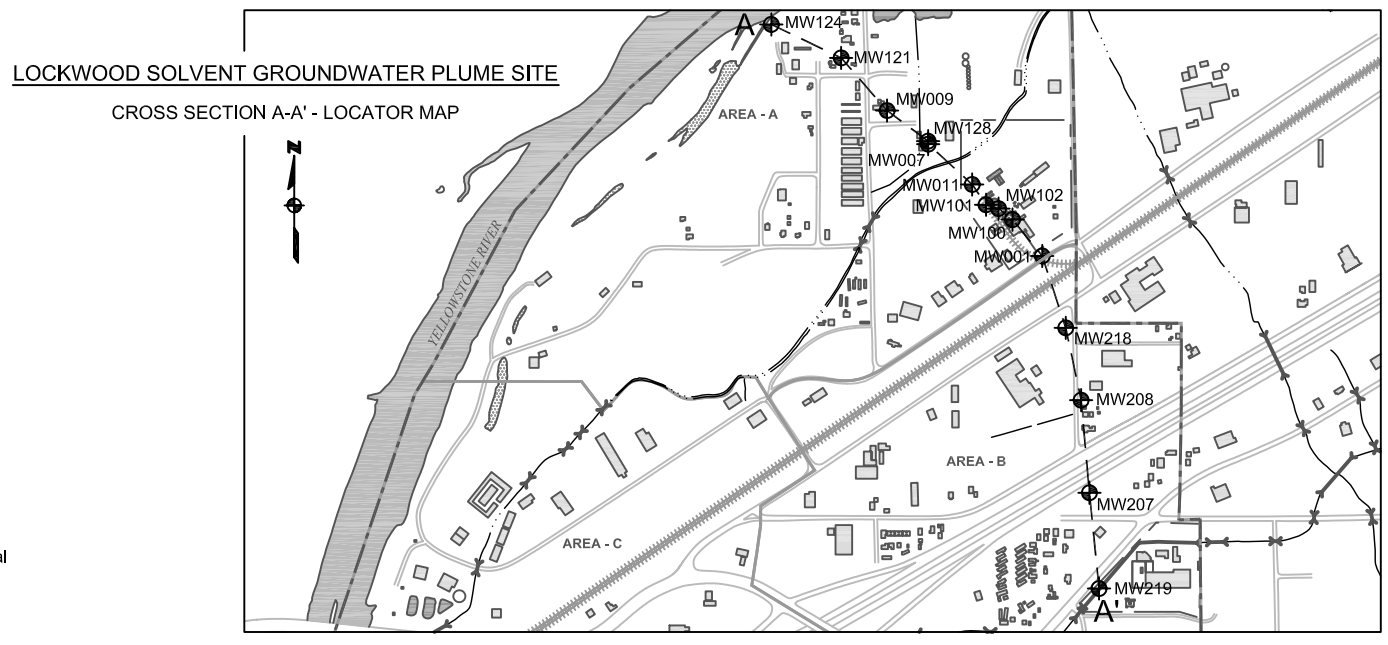 LOCKWOOD SOLVENT GROUNDWATER PLUME SITE
CROSS SECTION A-A' - LOCATOR MAP
N
A
MW124
MW121
AREA - A
MW009
MW128
MW007
MW011
MW101
MW102
MW100
MW001
YELLOWSTONE RIVER
MW218
MW208
AREA - B
MW207
AREA - C
al
MW219
A'